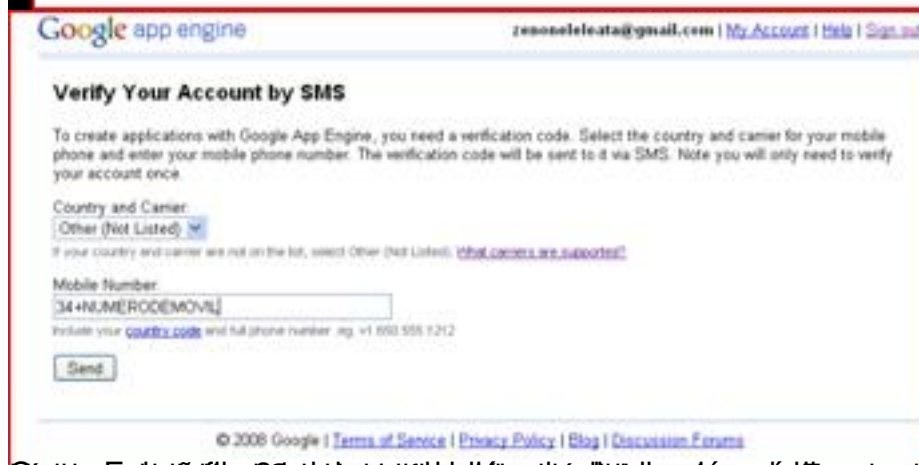 Google app engine
zenoneleleata@gmail.com | My Account | Help | Sign out
Verify Your Account by SMS
To create applications with Google App Engine, you need a verification code. Select the country and carrier for your mobile
phone and enter your mobile phone number. The verification code will be sent to it via SMS. Note you will only need to verify
your account once.
Country and Carrier:
Other (Not Listed)
If your country and carrier are not on the list, select Other (Not Listed). What carriers are supported?
Mobile Number:
34+NUMERODEMOVIL
Include your country code and full phone number. eg. +1 650 555 1212
Send
© 2008 Google | Terms of Service | Privacy Policy | Blog | Discussion Forums